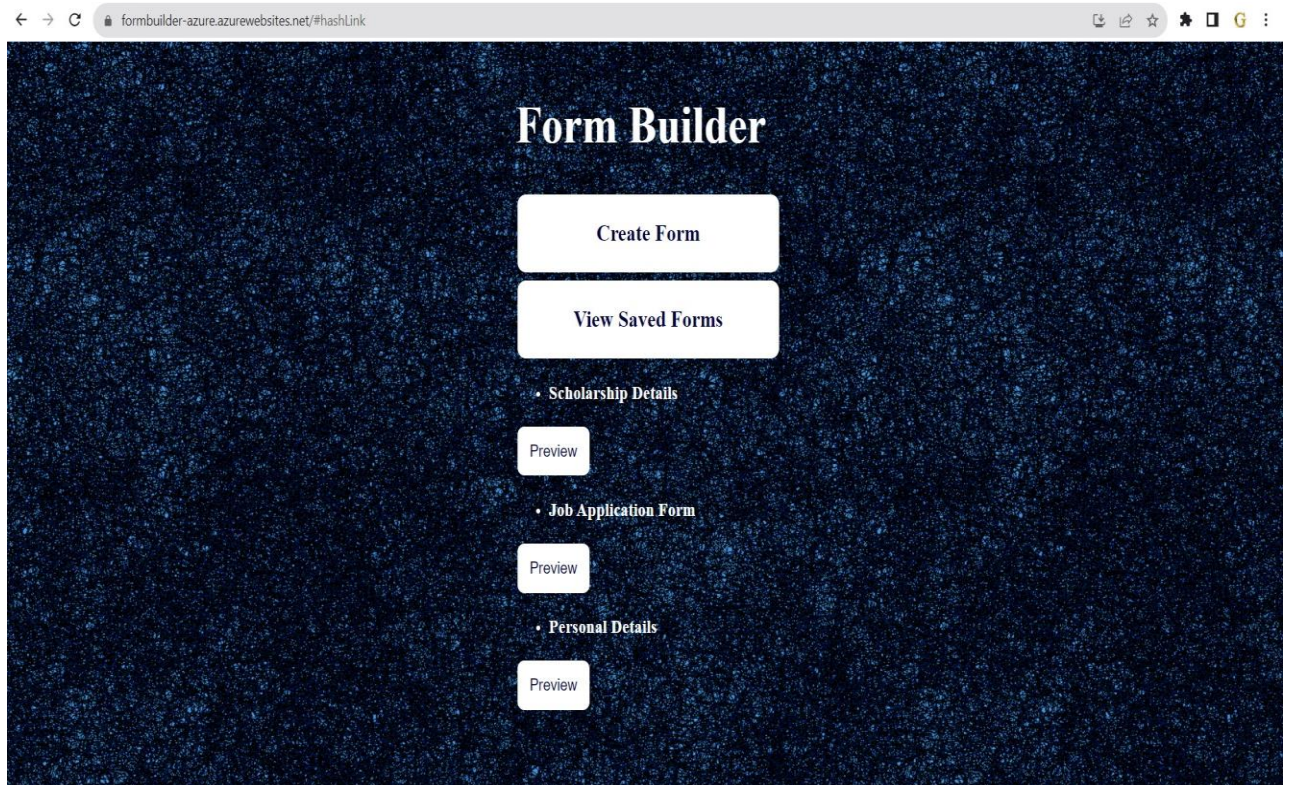 formbuilder-azure.azurewebsites.net/#hashLink
G
Form Builder
Create Form
View Saved Forms
• Scholarship Details
Preview
• Job Application Form
Preview
• Personal Details
Preview